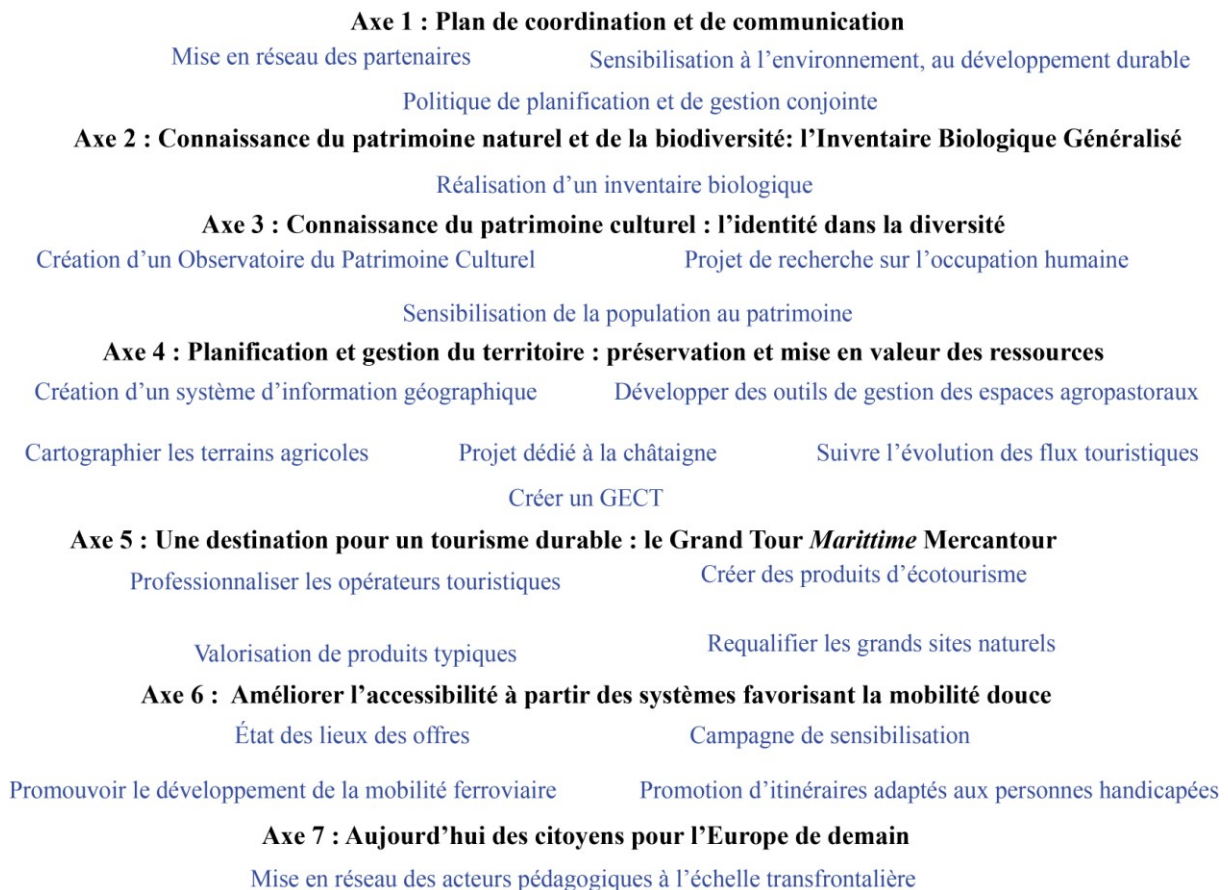 Axe 1 : Plan de coordination et de communication
Mise en réseau des partenaires
Sensibilisation à l’environnement, au développement durable
Politique de planification et de gestion conjointe
Axe 2 : Connaissance du patrimoine naturel et de la biodiversité: l’Inventaire Biologique Généralisé
Réalisation d’un inventaire biologique
Axe 3 : Connaissance du patrimoine culturel : l’identité dans la diversité
Création d’un Observatoire du Patrimoine Culturel
Projet de recherche sur l’occupation humaine
Sensibilisation de la population au patrimoine
Axe 4 : Planification et gestion du territoire : préservation et mise en valeur des ressources
Création d’un système d’information géographique
Développer des outils de gestion des espaces agropastoraux
Cartographier les terrains agricoles
Projet dédié à la châtaigne
Suivre l’évolution des flux touristiques
Créer un GECT
Axe 5 : Une destination pour un tourisme durable : le Grand Tour Marittime Mercantour
Professionnaliser les opérateurs touristiques
Créer des produits d’écotourisme
Valorisation de produits typiques
Requalifier les grands sites naturels
Axe 6 : Améliorer l’accessibilité à partir des systèmes favorisant la mobilité douce
État des lieux des offres
Campagne de sensibilisation
Promouvoir le développement de la mobilité ferroviaire
Promotion d’itinéraires adaptés aux personnes handicapées
Axe 7 : Aujourd’hui des citoyens pour l’Europe de demain
Mise en réseau des acteurs pédagogiques à l’échelle transfrontalière